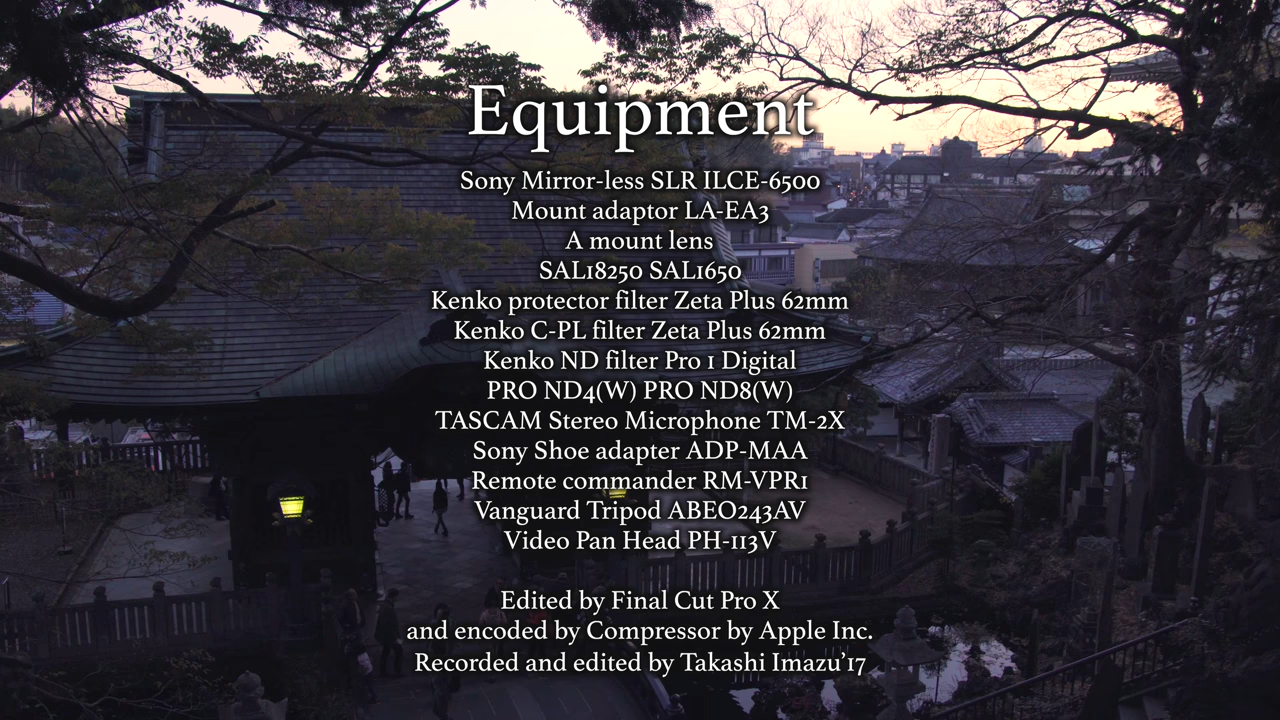 Equipment
Sony Mirror-less SLR ILCE-6500
Mount adaptor LA-EA3
A mount lens
SAL18250 SAL1650
Kenko protector filter Zeta Plus 62mm
Kenko C-PL filter Zeta Plus 62mm
Kenko ND filter Pro 1 Digital
PRO ND4(W) PRO ND8(W)
TASCAM Stereo Microphone TM-2X
Sony Shoe adapter ADP-MAA
Remote commander RM-VPR1
Vanguard Tripod ABEO243AV
Video Pan Head PH-113V
Edited by Final Cut Pro X
and encoded by Compressor by Apple Inc.
Recorded and edited by Takashi Imazu’17